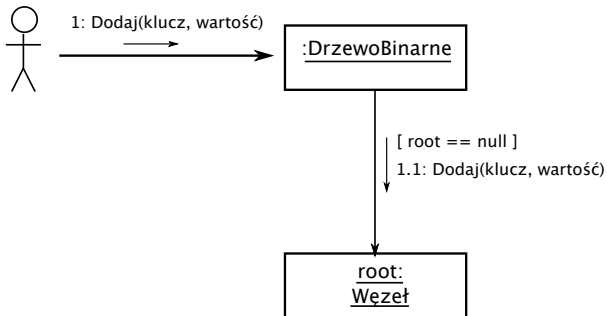 1: Dodaj(klucz, wartość)
:DrzewoBinarne
[ root == null ]
1.1: Dodaj(klucz, wartość)
root:
Węzeł